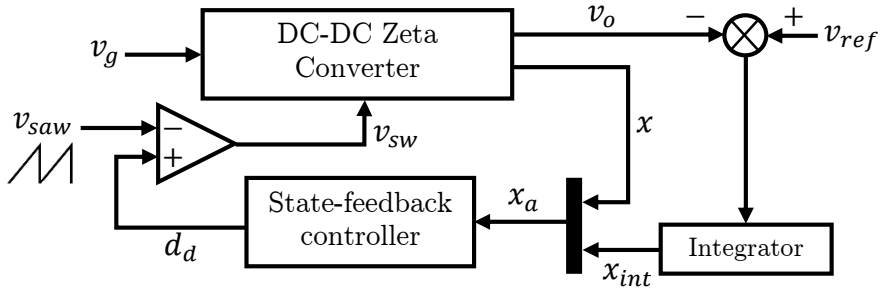 v_g
DC-DC Zeta
Converter
v_o
−
+
v_ref
v_saw
−
+
v_sw
x
State-feedback
controller
x_a
d_d
x_int
Integrator